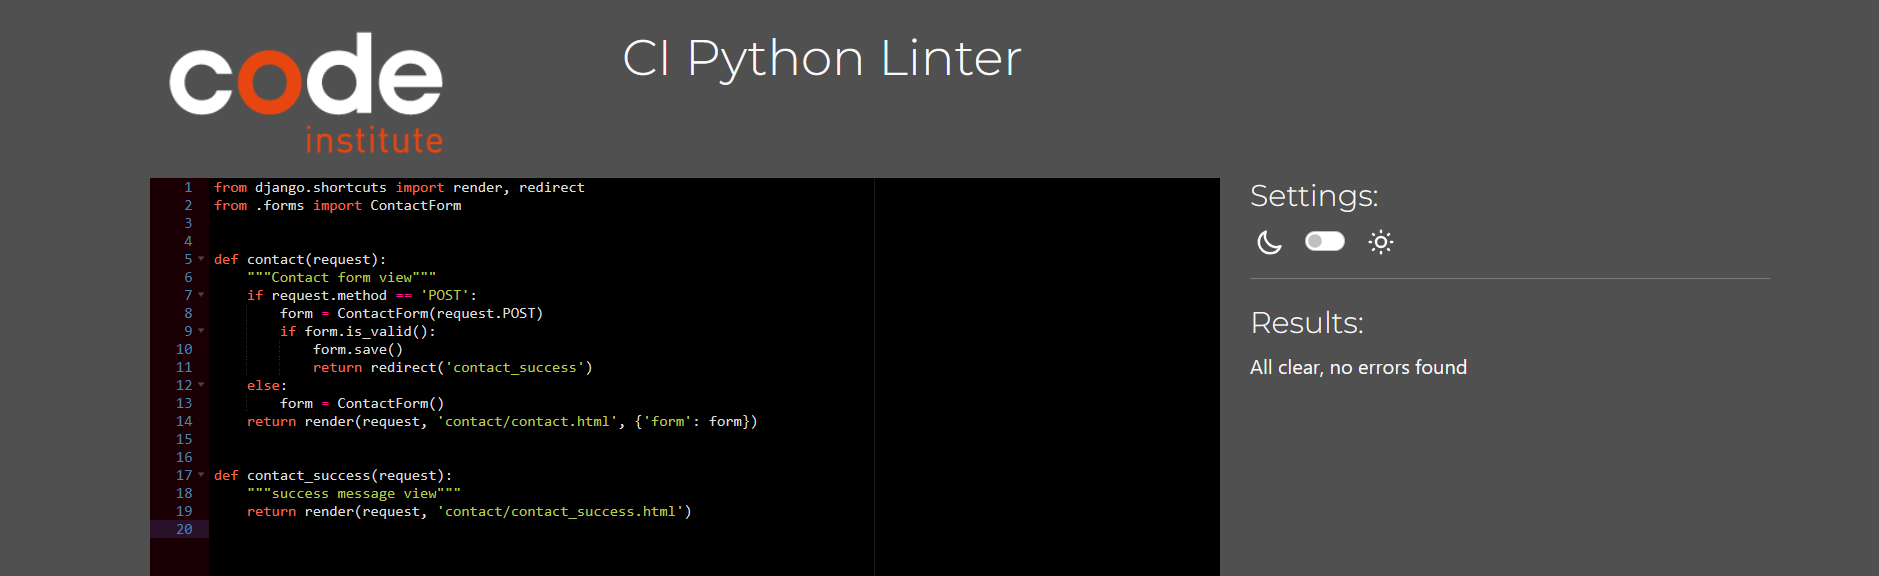 code
institute
CI Python Linter
1 from django.shortcuts import render, redirect
2 from .forms import ContactForm
3
4
5 def contact(request):
6     """Contact form view"""
7     if request.method == 'POST':
8         form = ContactForm(request.POST)
9         if form.is_valid():
10             form.save()
11             return redirect('contact_success')
12     else:
13         form = ContactForm()
14     return render(request, 'contact/contact.html', {'form': form})
15
16
17 def contact_success(request):
18     """success message view"""
19     return render(request, 'contact/contact_success.html')
20
Settings:
Results:
All clear, no errors found